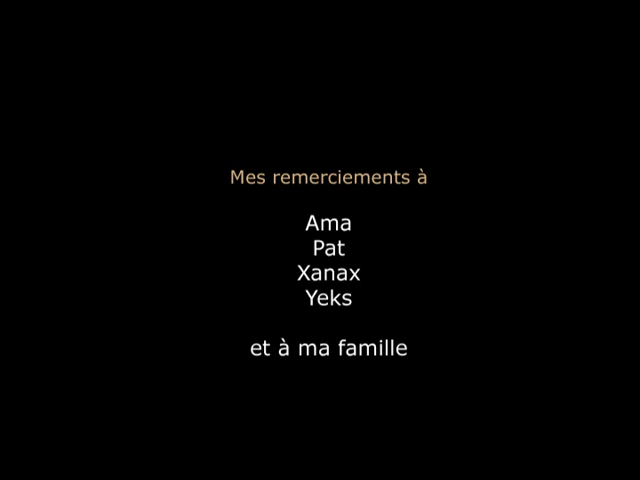 Mes remerciements à
Ama
Pat
Xanax
Yeks
et à ma famille